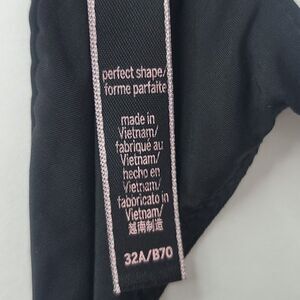 perfect shape/
forme parfaite
made in
Vietnam/
fabriqué au
Vietnam/
hecho en
Vietnam/
fabbricato in
Vietnam/
越南制造
32A/B70